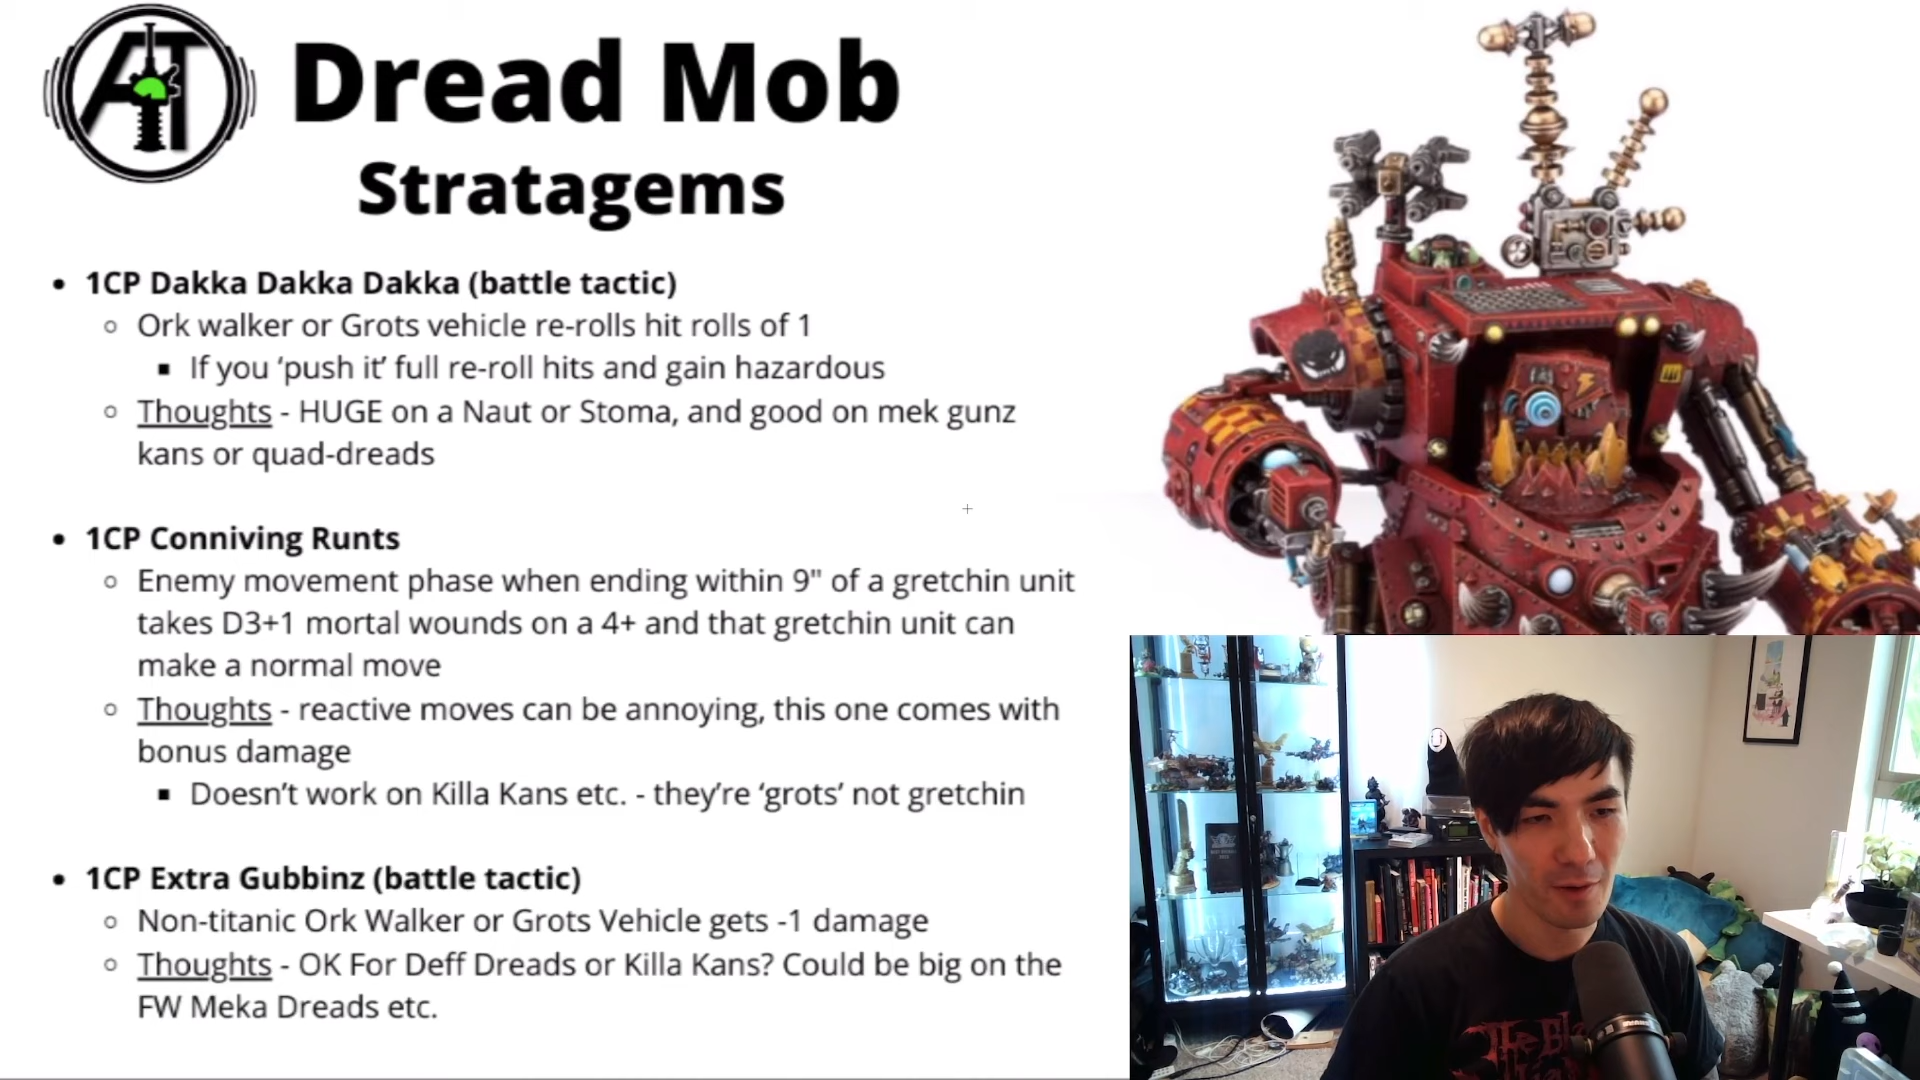 AT
Dread Mob
Stratagems
• 1CP Dakka Dakka Dakka (battle tactic)
○ Ork walker or Grots vehicle re-rolls hit rolls of 1
▪ If you ‘push it’ full re-roll hits and gain hazardous
○ Thoughts - HUGE on a Naut or Stoma, and good on mek gunz
kans or quad-dreads
• 1CP Conniving Runts
○ Enemy movement phase when ending within 9" of a gretchin unit
takes D3+1 mortal wounds on a 4+ and that gretchin unit can
make a normal move
○ Thoughts - reactive moves can be annoying, this one comes with
bonus damage
▪ Doesn’t work on Killa Kans etc. - they’re ‘grots’ not gretchin
• 1CP Extra Gubbinz (battle tactic)
○ Non-titanic Ork Walker or Grots Vehicle gets -1 damage
○ Thoughts - OK For Deff Dreads or Killa Kans? Could be big on the
FW Meka Dreads etc.
The